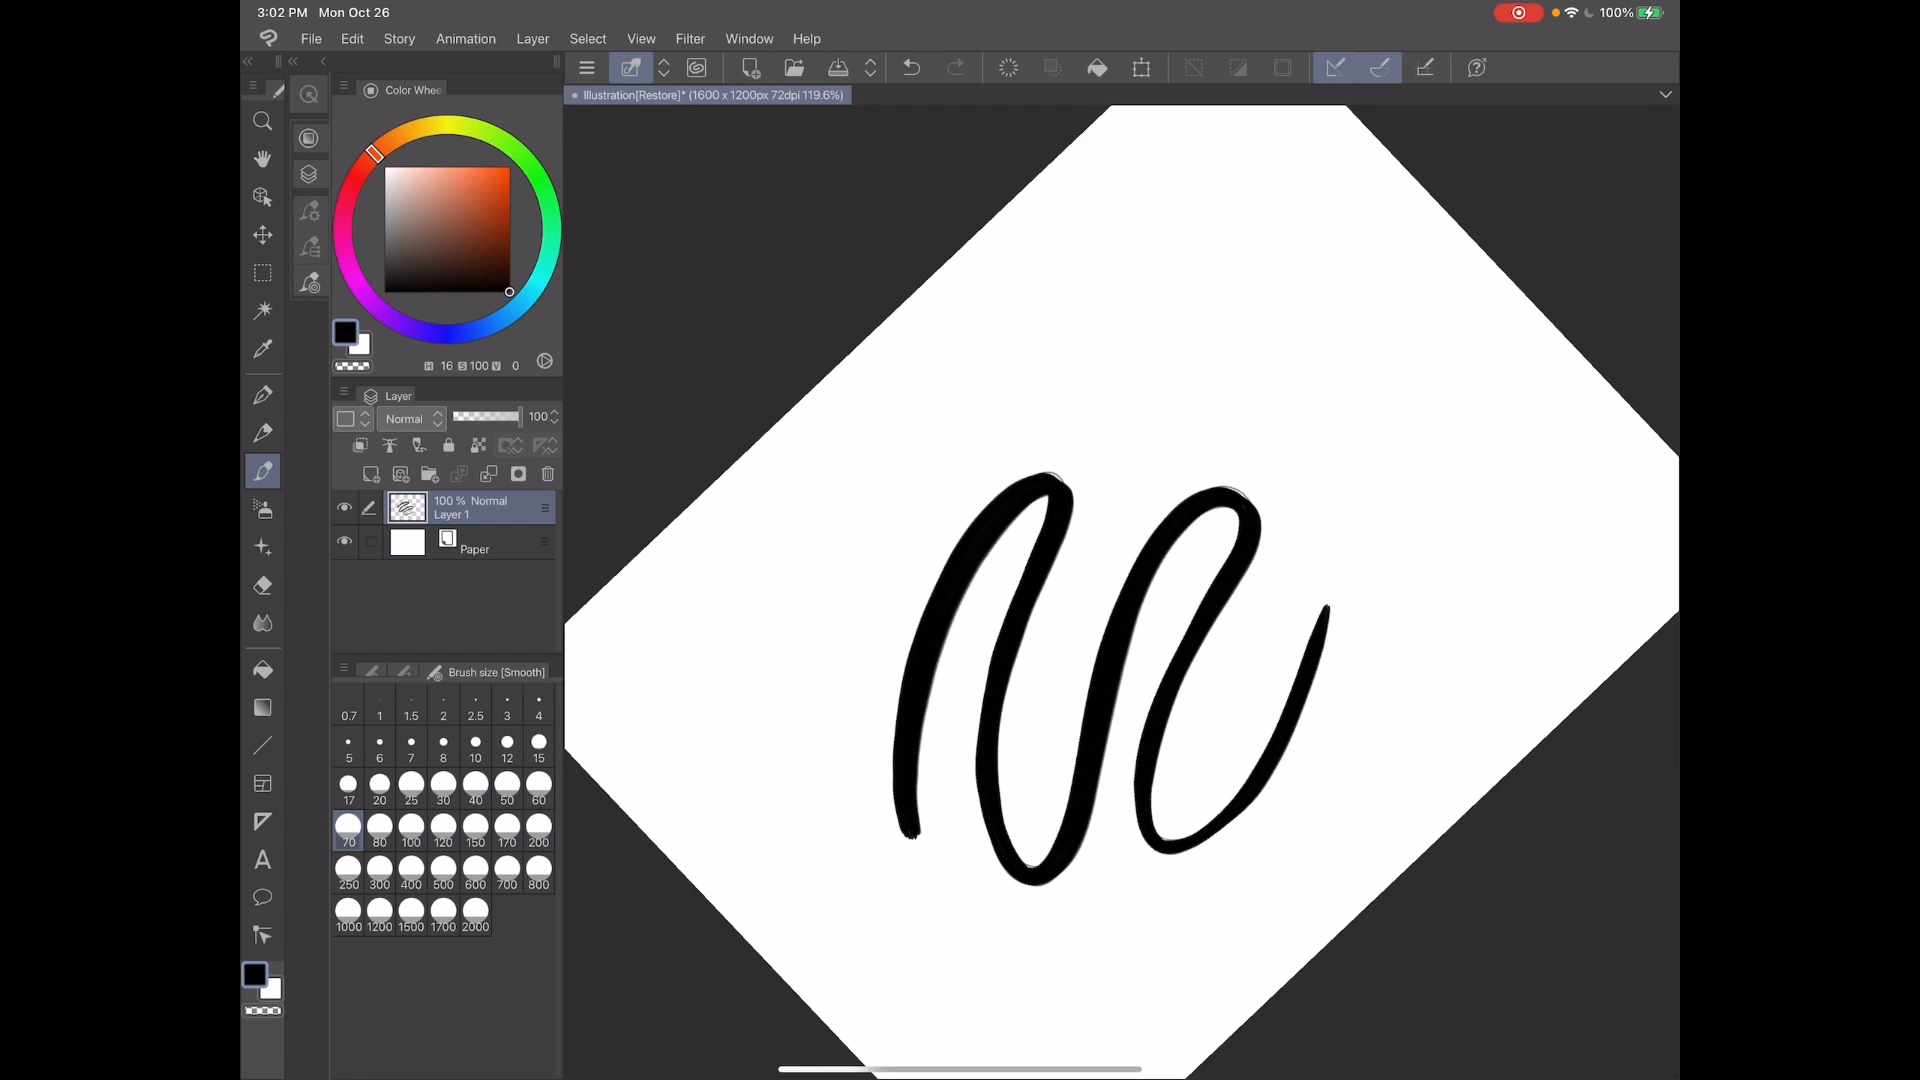 3:02 PM Mon Oct 26
100%
File Edit Story Animation Layer Select View Filter Window Help
Illustration[Restore]* (1600 x 1200px 72dpi 119.6%)
Color Whee
H 16 S 100 V 0
Layer
Normal 100
100 % Normal
Layer 1
Paper
Brush size [Smooth]
0.7 1 1.5 2 2.5 3 4
5 6 7 8 10 12 15
17 20 25 30 40 50 60
70 80 100 120 150 170 200
250 300 400 500 600 700 800
1000 1200 1500 1700 2000